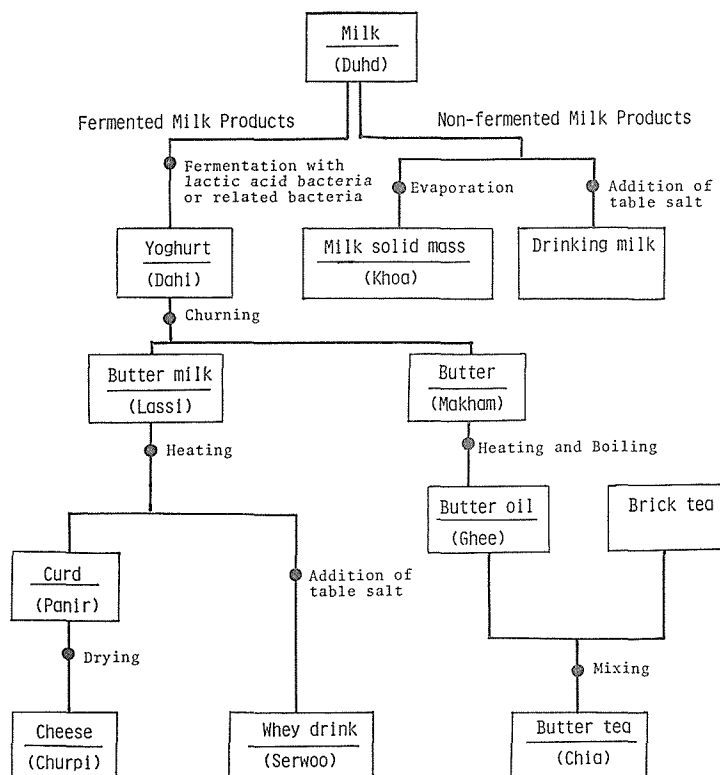 Milk
(Duhd)
Fermented Milk Products
Non-fermented Milk Products
Fermentation with
lactic acid bacteria
or related bacteria
Evaporation
Addition of
table salt
Yoghurt
(Dahi)
Milk solid mass
(Khoa)
Drinking milk
Churning
Butter milk
(Lassi)
Butter
(Makham)
Heating
Heating and Boiling
Butter oil
(Ghee)
Brick tea
Curd
(Panir)
Addition of
table salt
Drying
Mixing
Cheese
(Churpi)
Whey drink
(Serwoo)
Butter tea
(Chia)